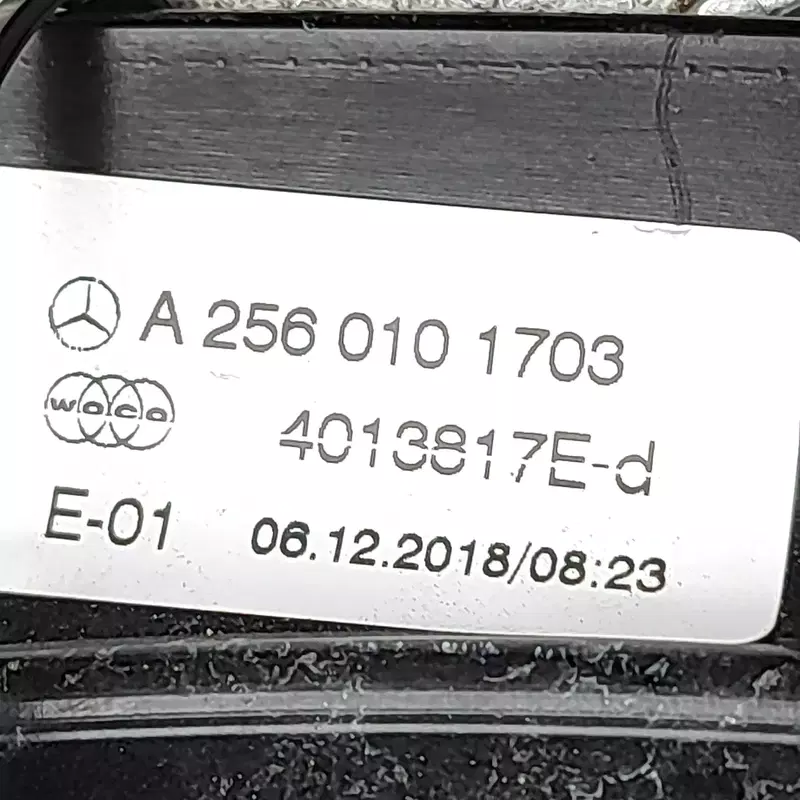 A 256 010 1703
woco
4013817E-d
E-01
06.12.2018/08:23